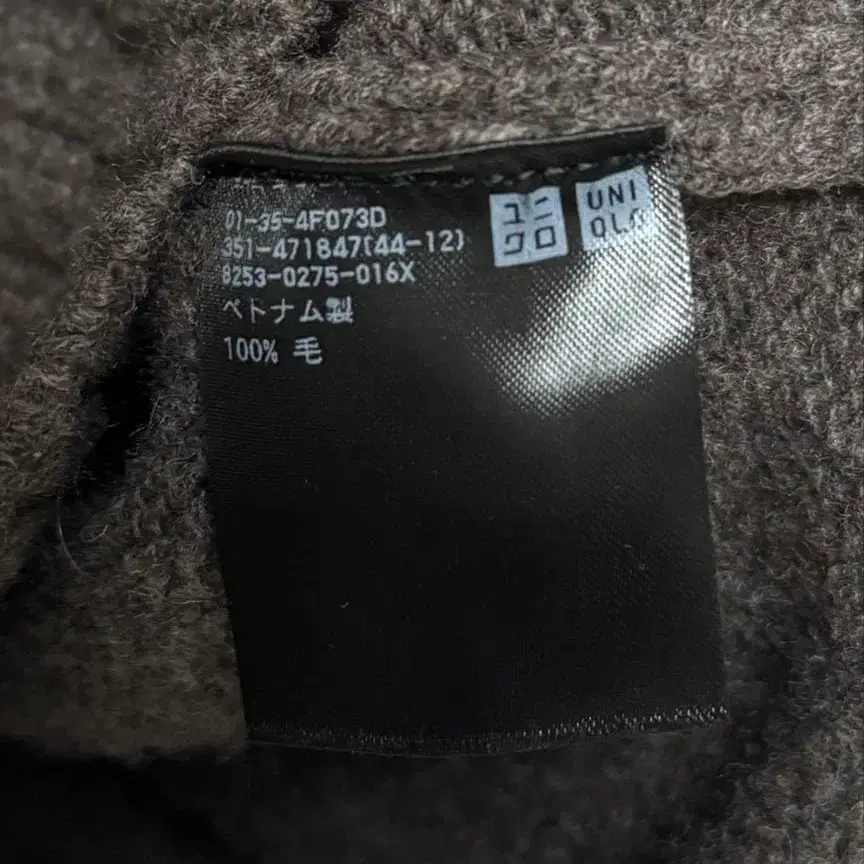 01-35-4F073D
351-471847(44-12)
8253-0275-016X
ベトナム製
100% 毛
ユニ
クロ
UNI
QLO